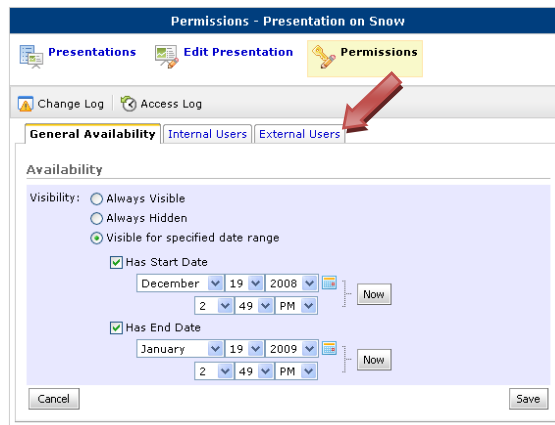 Permissions - Presentation on Snow
Presentations Edit Presentation Permissions
Change Log Access Log
General Availability Internal Users External Users
Availability
Visibility: Always Visible
Always Hidden
Visible for specified date range
Has Start Date
December 19 2008
2 49 PM Now
Has End Date
January 19 2009
2 49 PM Now
Cancel Save